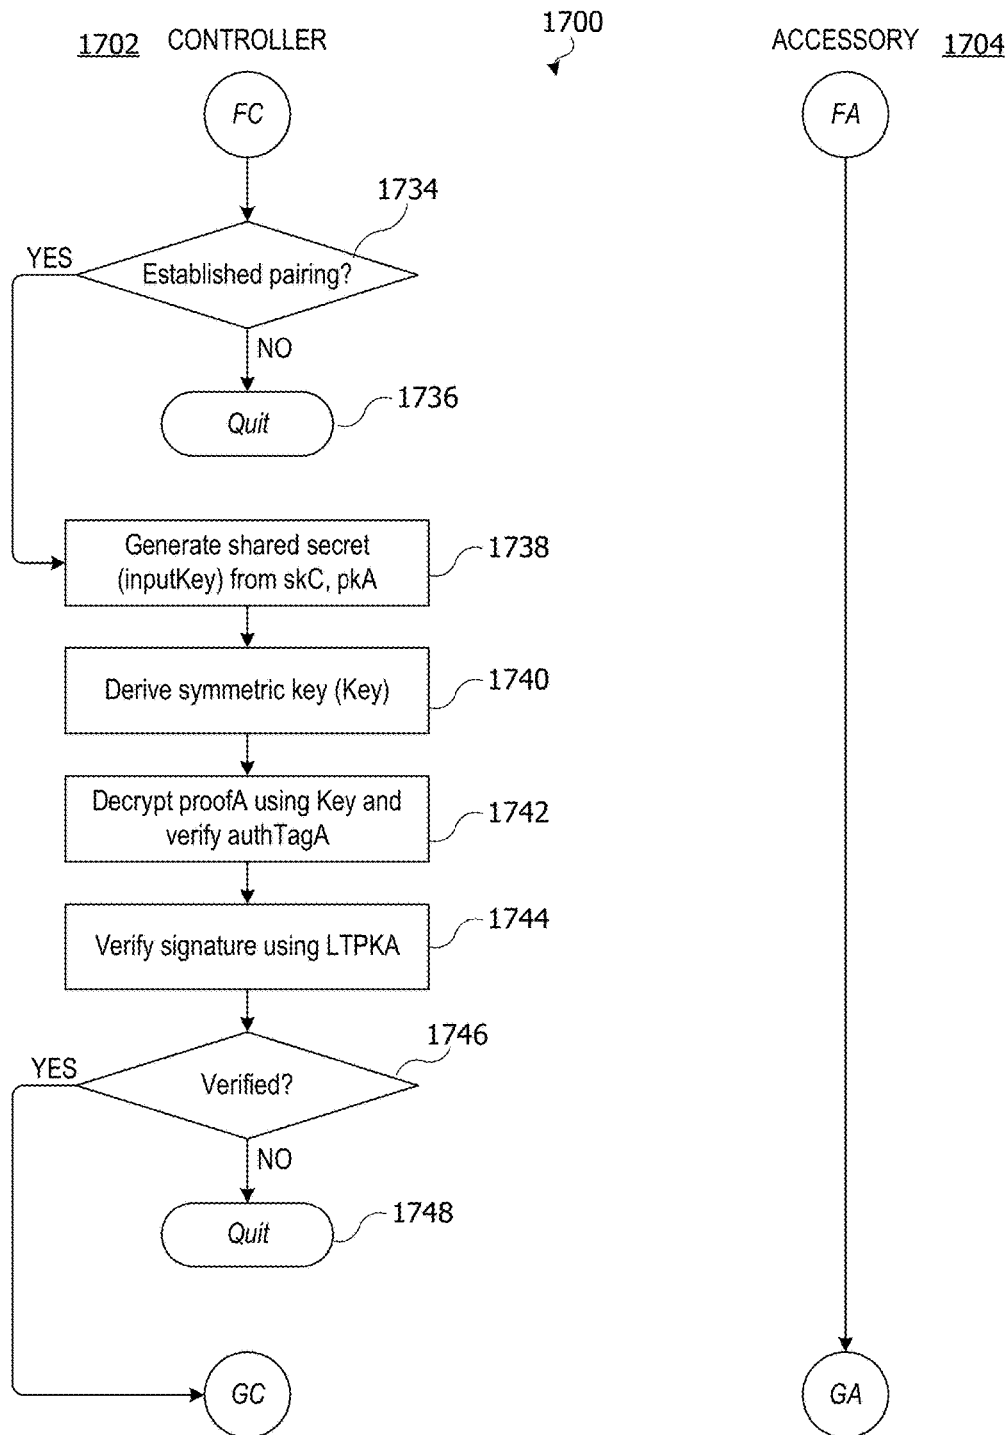 1700
1702 CONTROLLER
ACCESSORY 1704
FC
FA
1734
YES
Established pairing?
NO
1736
Quit
Generate shared secret
(inputKey) from skC, pkA
1738
Derive symmetric key (Key)
1740
Decrypt proofA using Key and
verify authTagA
1742
Verify signature using LTPKA
1744
1746
YES
Verified?
NO
1748
Quit
GC
GA